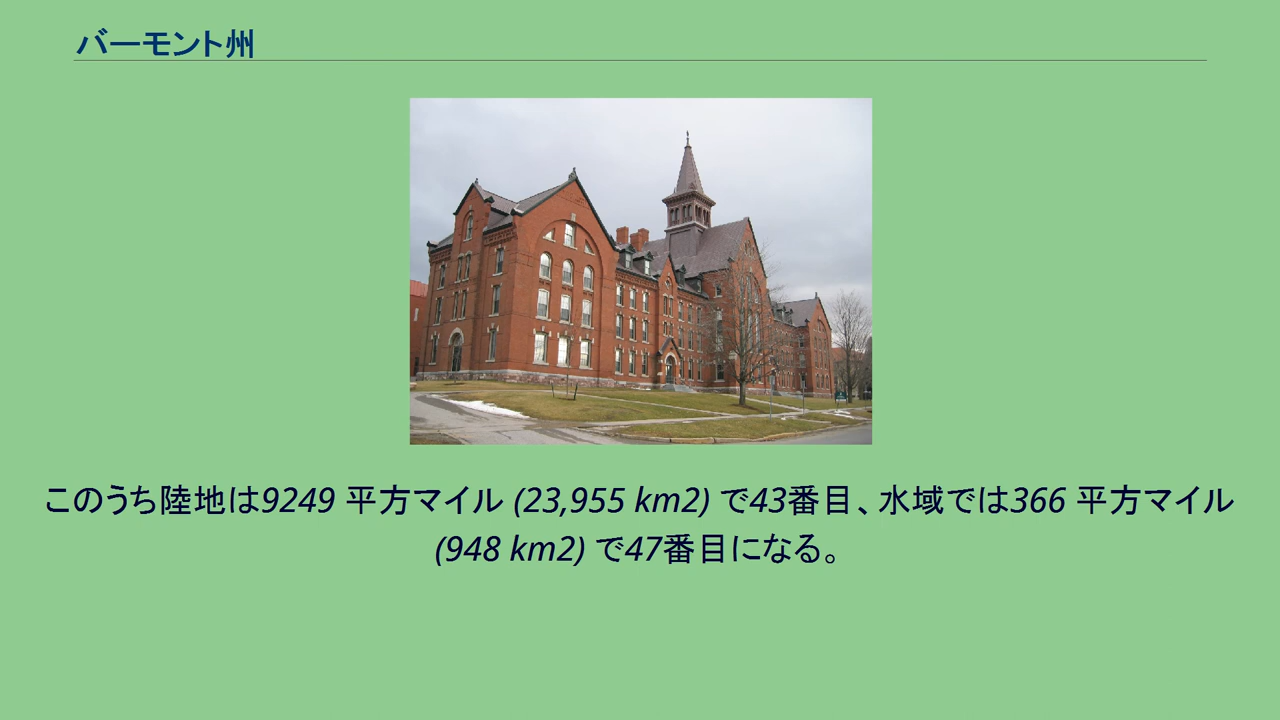 バーモント州
このうち陸地は9249 平方マイル (23,955 km2) で43番目、水域では366 平方マイル
(948 km2) で47番目になる。